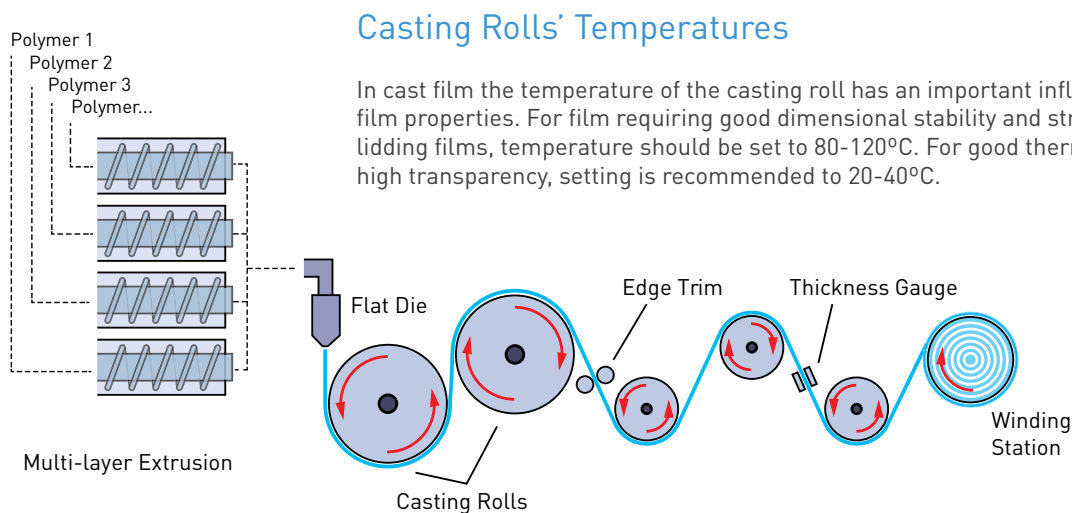 Casting Rolls' Temperatures
In cast film the temperature of the casting roll has an important
film properties. For film requiring good dimensional stability and
lidding films, temperature should be set to 80-120ºC. For good
high transparency, setting is recommended to 20-40ºC.
Polymer 1
Polymer 2
Polymer 3
Polymer...
Multi-layer Extrusion
Flat Die
Casting Rolls
Edge Trim
Thickness Gauge
Winding
Station